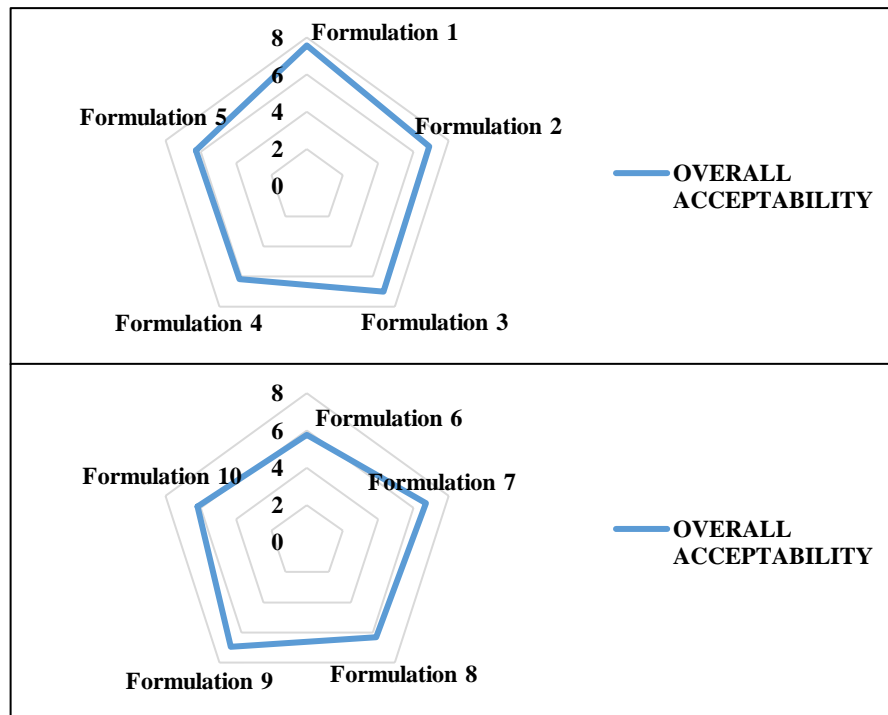 8
Formulation 1
6
Formulation 5
4
Formulation 2
2
0
OVERALL
ACCEPTABILITY
Formulation 4
Formulation 3
8
Formulation 6
6
4
Formulation 10
Formulation 7
2
0
OVERALL
ACCEPTABILITY
Formulation 9
Formulation 8